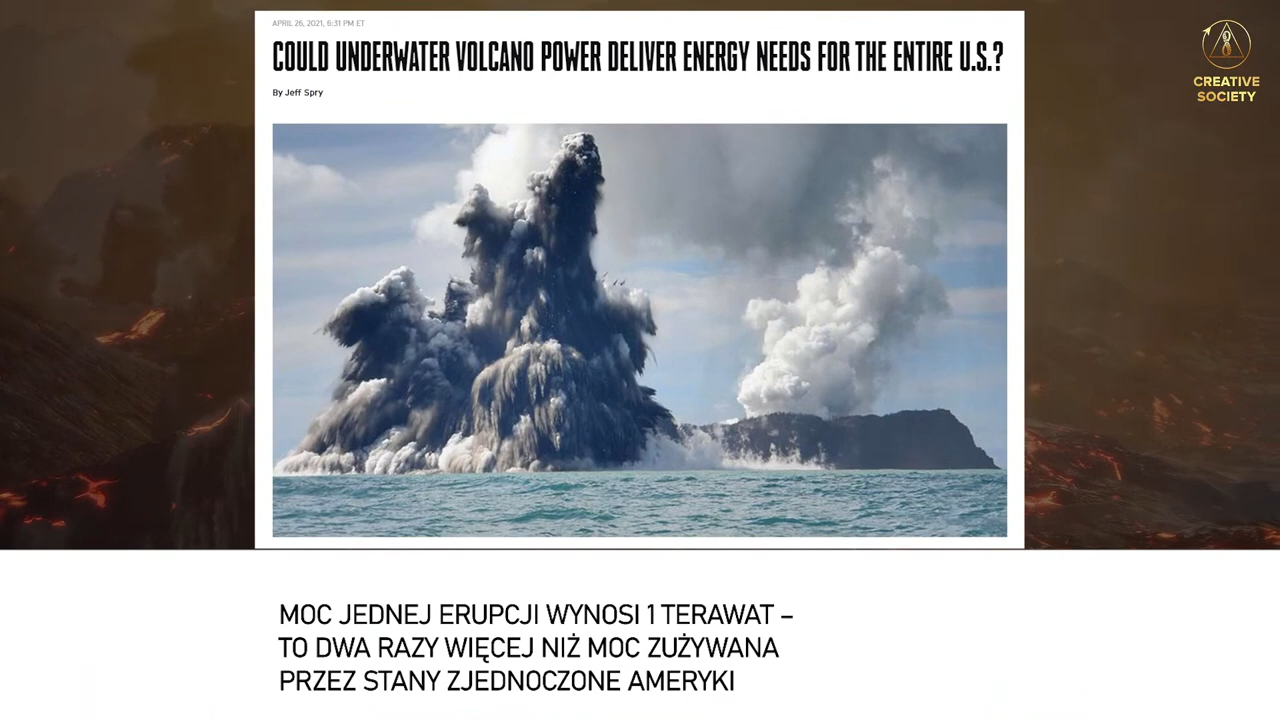 APRIL 26, 2021, 6:31 PM ET
COULD UNDERWATER VOLCANO POWER DELIVER ENERGY NEEDS FOR THE ENTIRE U.S.?
By Jeff Spry
CREATIVE
SOCIETY
MOC JEDNEJ ERUPCJI WYNOSI 1 TERAWAT –
TO DWA RAZY WIĘCEJ NIŻ MOC ZUŻYWANA
PRZEZ STANY ZJEDNOCZONE AMERYKI